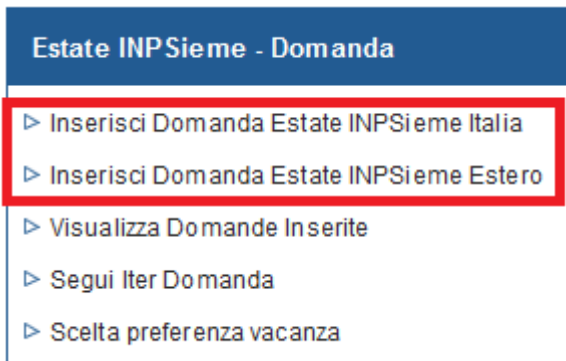 Estate INPSieme - Domanda
Inserisci Domanda Estate INPSieme Italia
Inserisci Domanda Estate INPSieme Estero
Visualizza Domande Inserite
Segui Iter Domanda
Scelta preferenza vacanza